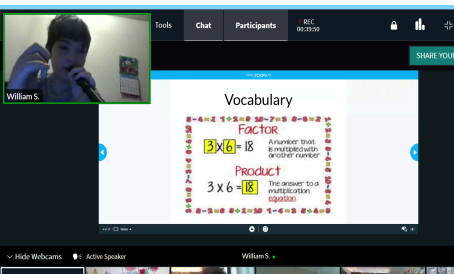 Tools Chat Participants REC
00:39:50
SHARE YOUR
William S.
Vocabulary
Factor
3 x 6 = 18 A number that
is multiplied with
another number
Product
3 x 6 = 18 The answer to a
multiplication
equation
Hide Webcams Active Speaker William S.